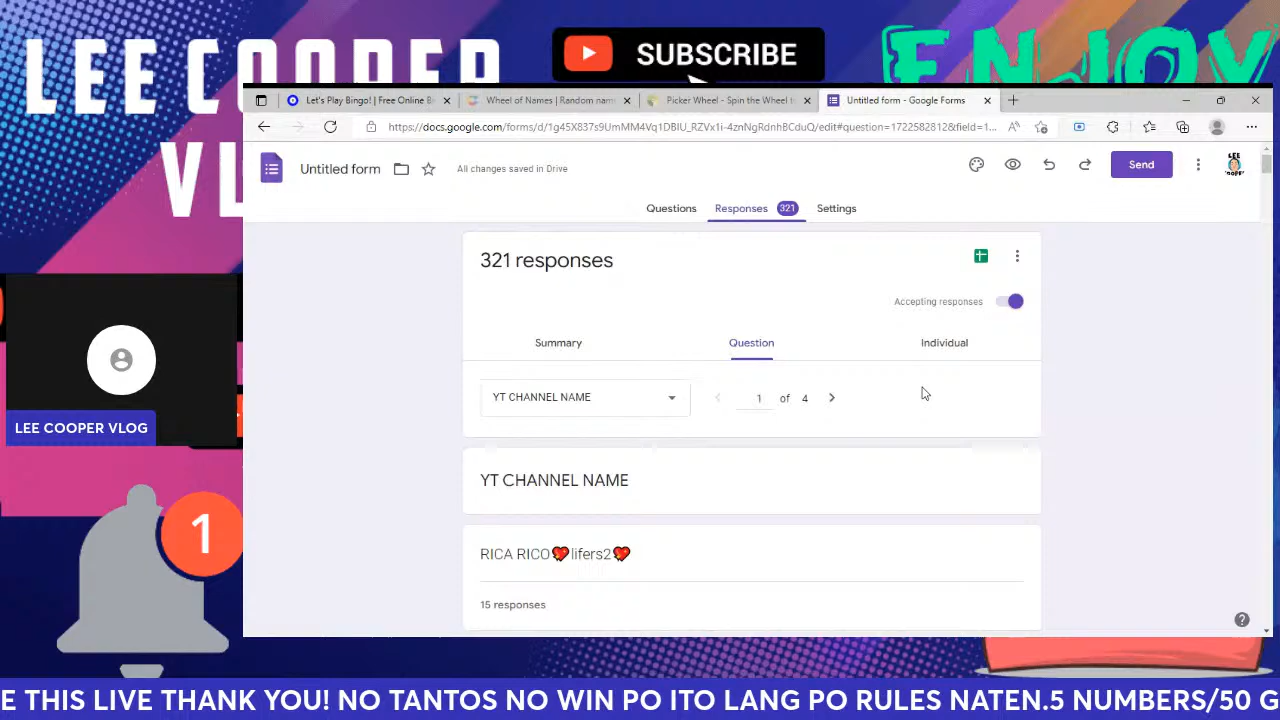 LEE COOPER
VL
SUBSCRIBE
ENJOY
Let's Play Bingo! | Free Online B
Wheel of Names | Random nam
Picker Wheel - Spin the Wheel t
Untitled form - Google Forms
https://docs.google.com/forms/d/1g45X837s9UmMM4Vq1DBIU_RZVx1i-4znNgRdnhBCduQ/edit#question=1722582812&field=1...
Untitled form
All changes saved in Drive
Send
LEE
Questions
Responses 321
Settings
321 responses
Accepting responses
Summary
Question
Individual
YT CHANNEL NAME
1 of 4
YT CHANNEL NAME
RICA RICO💘lifers2💘
15 responses
LEE COOPER VLOG
1
E THIS LIVE THANK YOU! NO TANTOS NO WIN PO ITO LANG PO RULES NATEN.5 NUMBERS/50 G